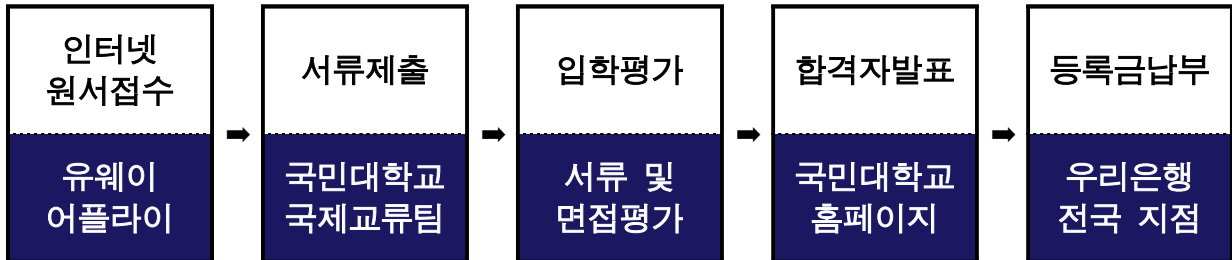 인터넷
원서접수
유웨이
어플라이
➡
서류제출
국민대학교
국제교류팀
➡
입학평가
서류 및
면접평가
➡
합격자발표
국민대학교
홈페이지
➡
등록금납부
우리은행
전국 지점